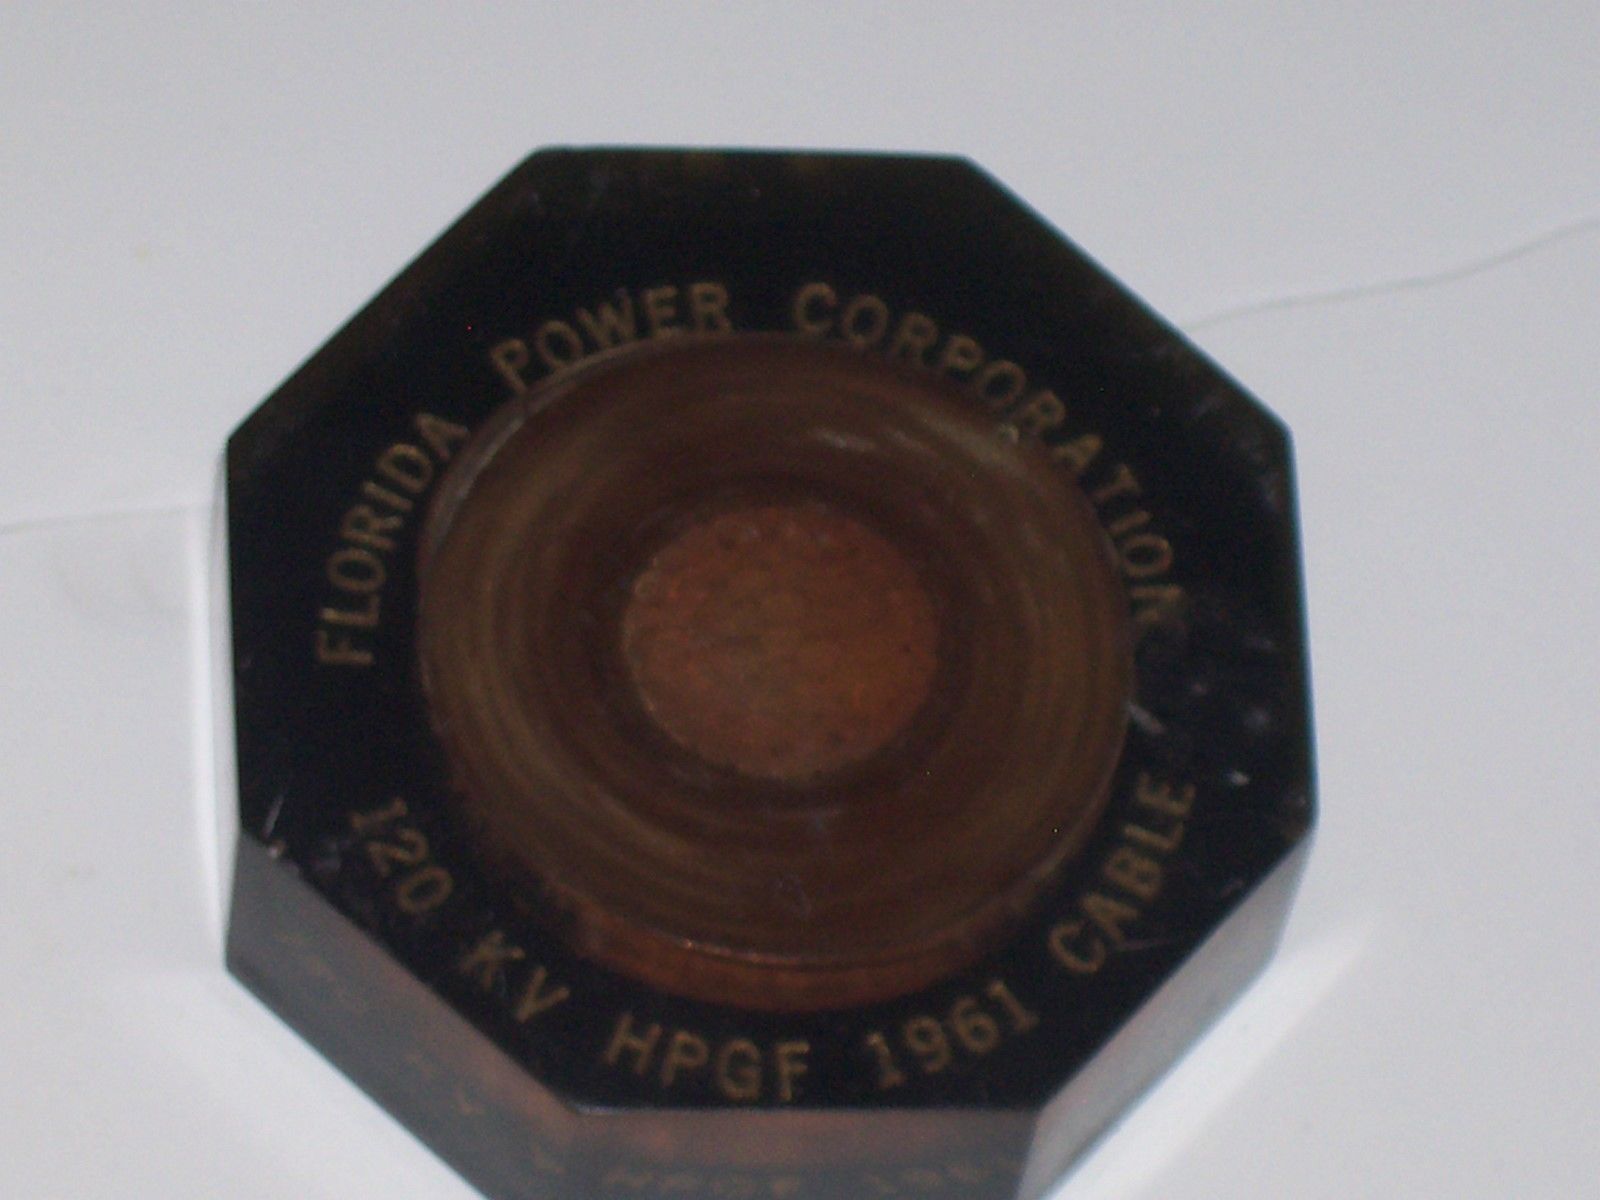 FLORIDA POWER CORPORATION
120 KV HPGF 1961 CABLE